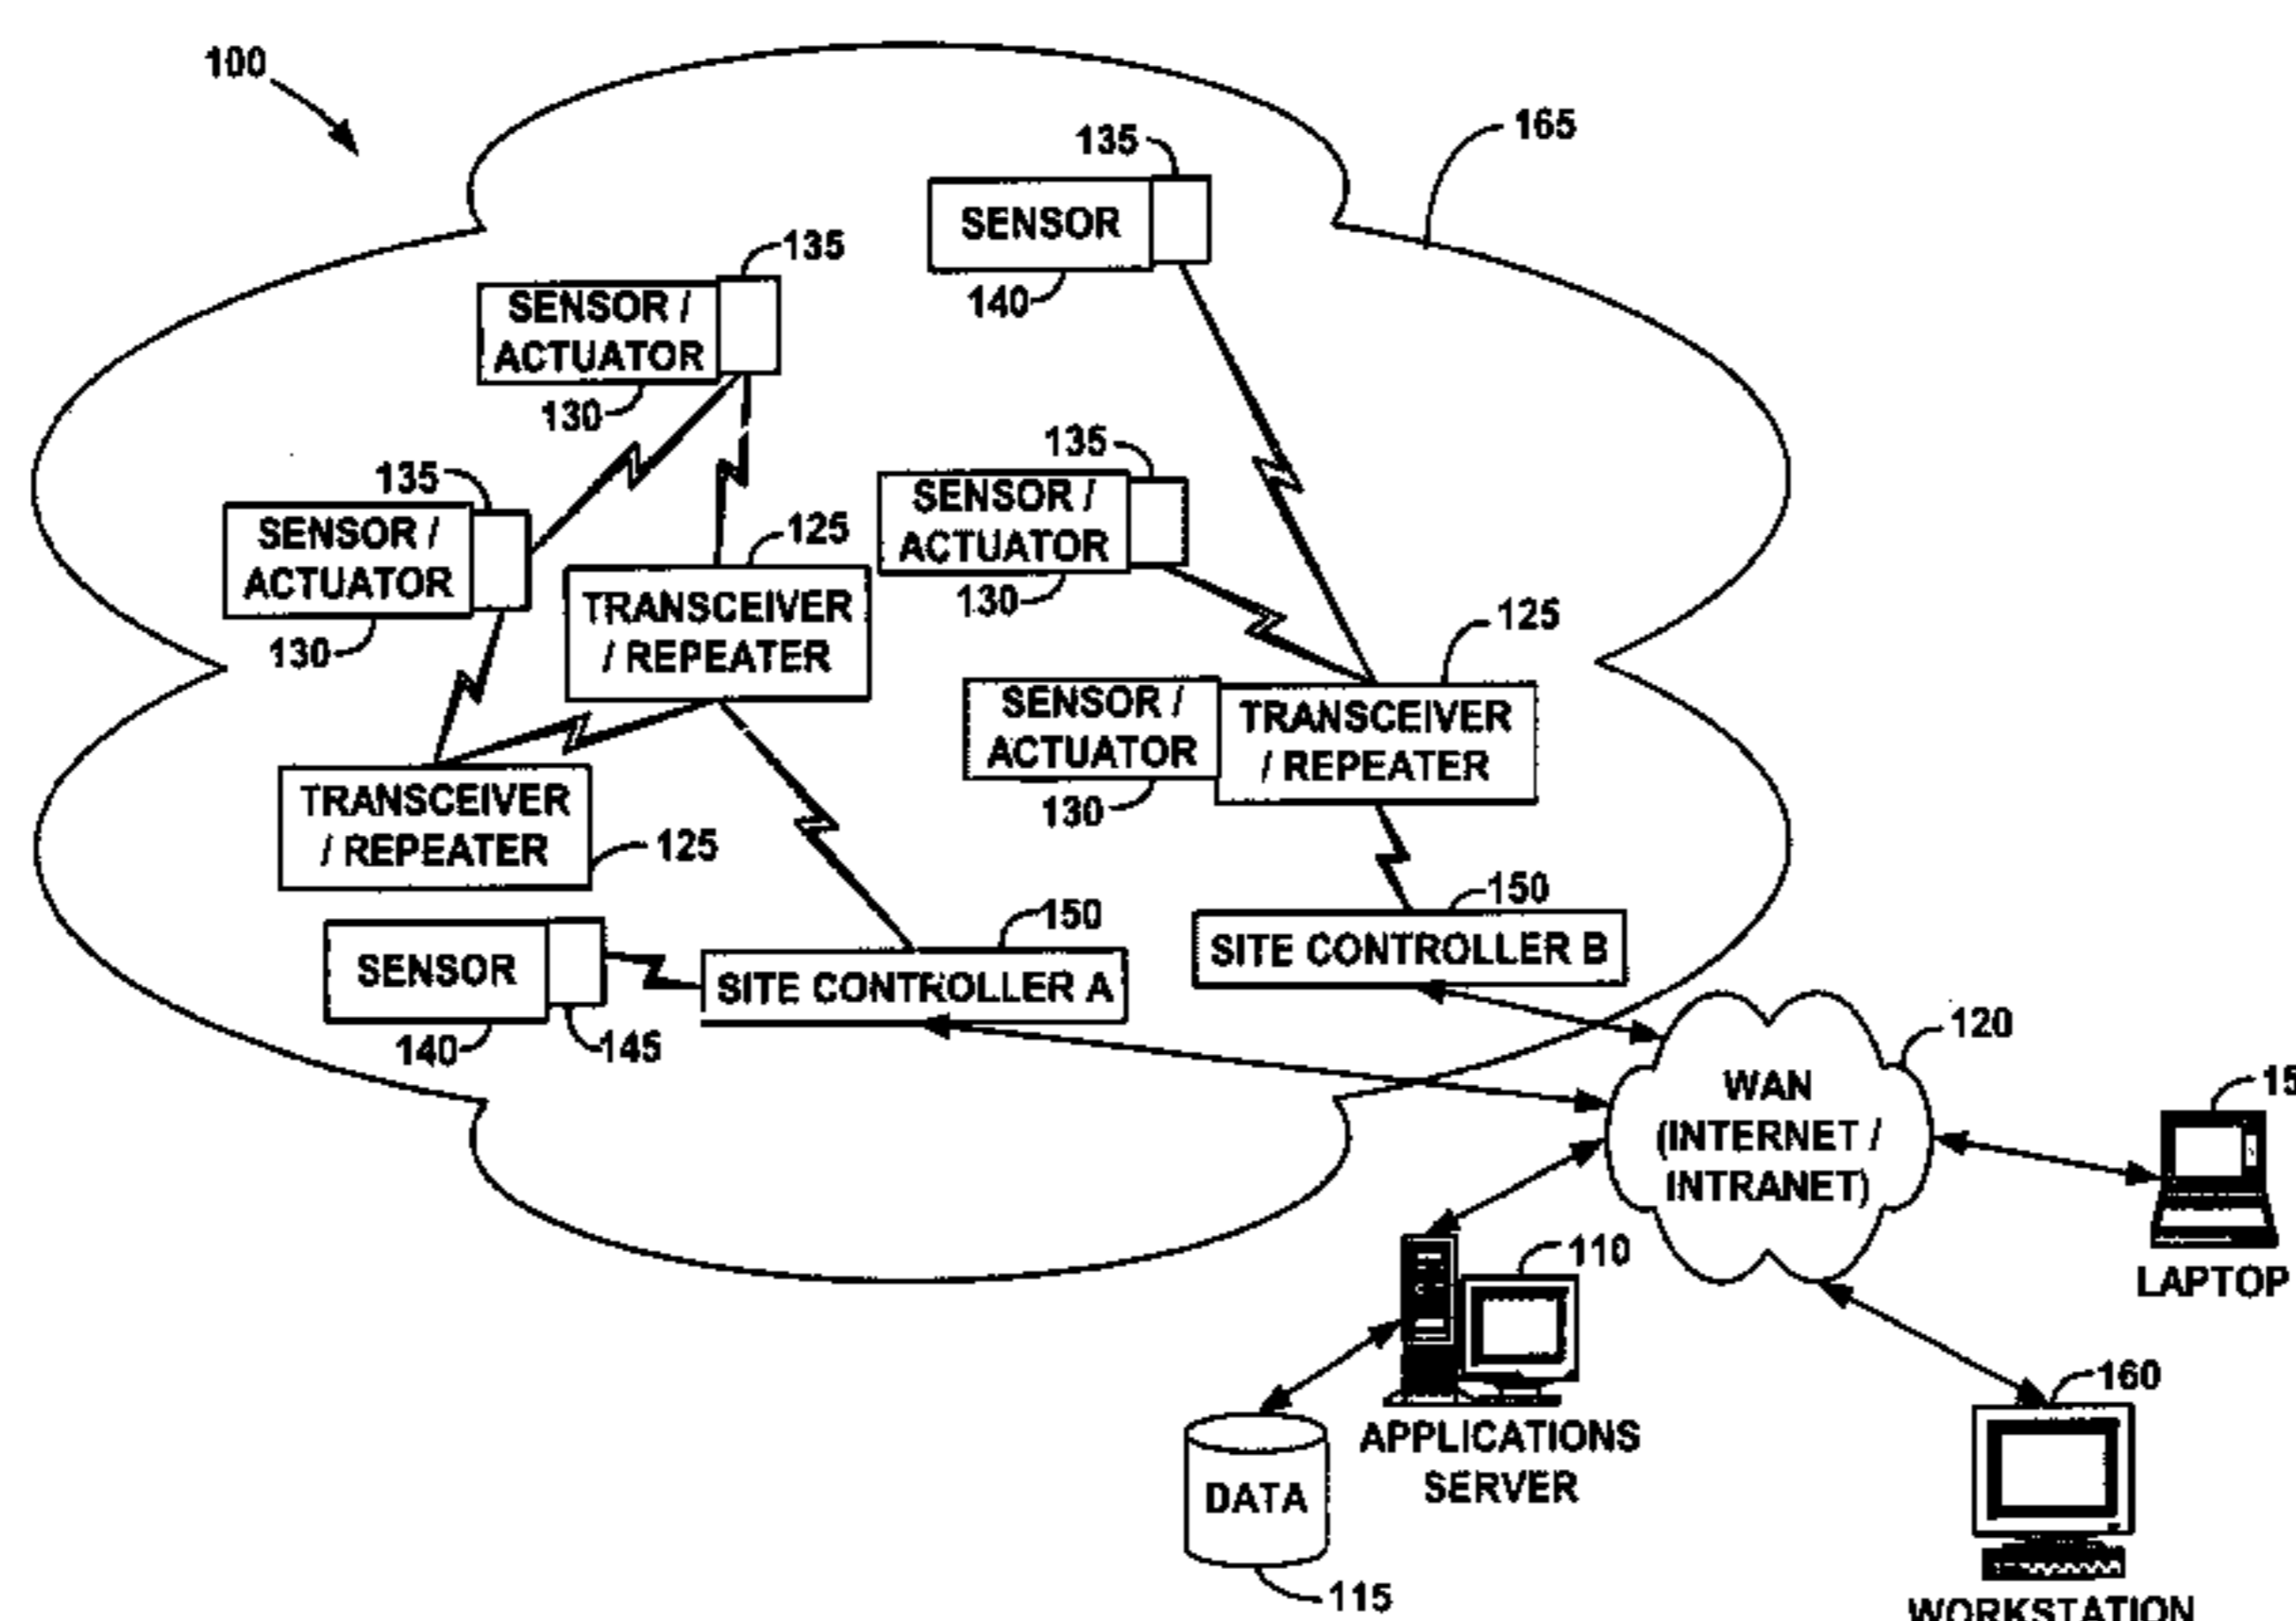 100
165
135
SENSOR
140
135
SENSOR /
ACTUATOR
130
135
SENSOR /
ACTUATOR
130
135
SENSOR /
ACTUATOR
130
125
TRANSCEIVER
/ REPEATER
125
SENSOR /
ACTUATOR
130
TRANSCEIVER
/ REPEATER
TRANSCEIVER
/ REPEATER
125
150
SITE CONTROLLER A
150
SITE CONTROLLER B
SENSOR
140
145
120
WAN
(INTERNET /
INTRANET)
15
LAPTOP
110
APPLICATIONS
SERVER
160
WORKSTATION
DATA
115